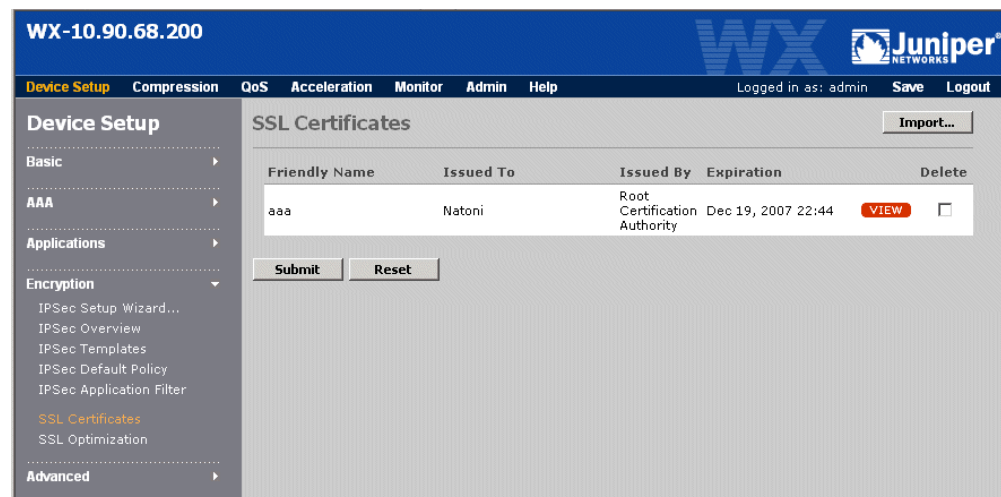 WX-10.90.68.200
WX
Juniper®
NETWORKS
Device Setup Compression QoS Acceleration Monitor Admin Help Logged in as: admin Save Logout
Device Setup
Basic
AAA
Applications
Encryption
IPSec Setup Wizard...
IPSec Overview
IPSec Templates
IPSec Default Policy
IPSec Application Filter
SSL Certificates
SSL Optimization
Advanced
SSL Certificates Import...
Friendly Name Issued To Issued By Expiration Delete
aaa Natoni Root Certification Authority Dec 19, 2007 22:44 VIEW
Submit Reset